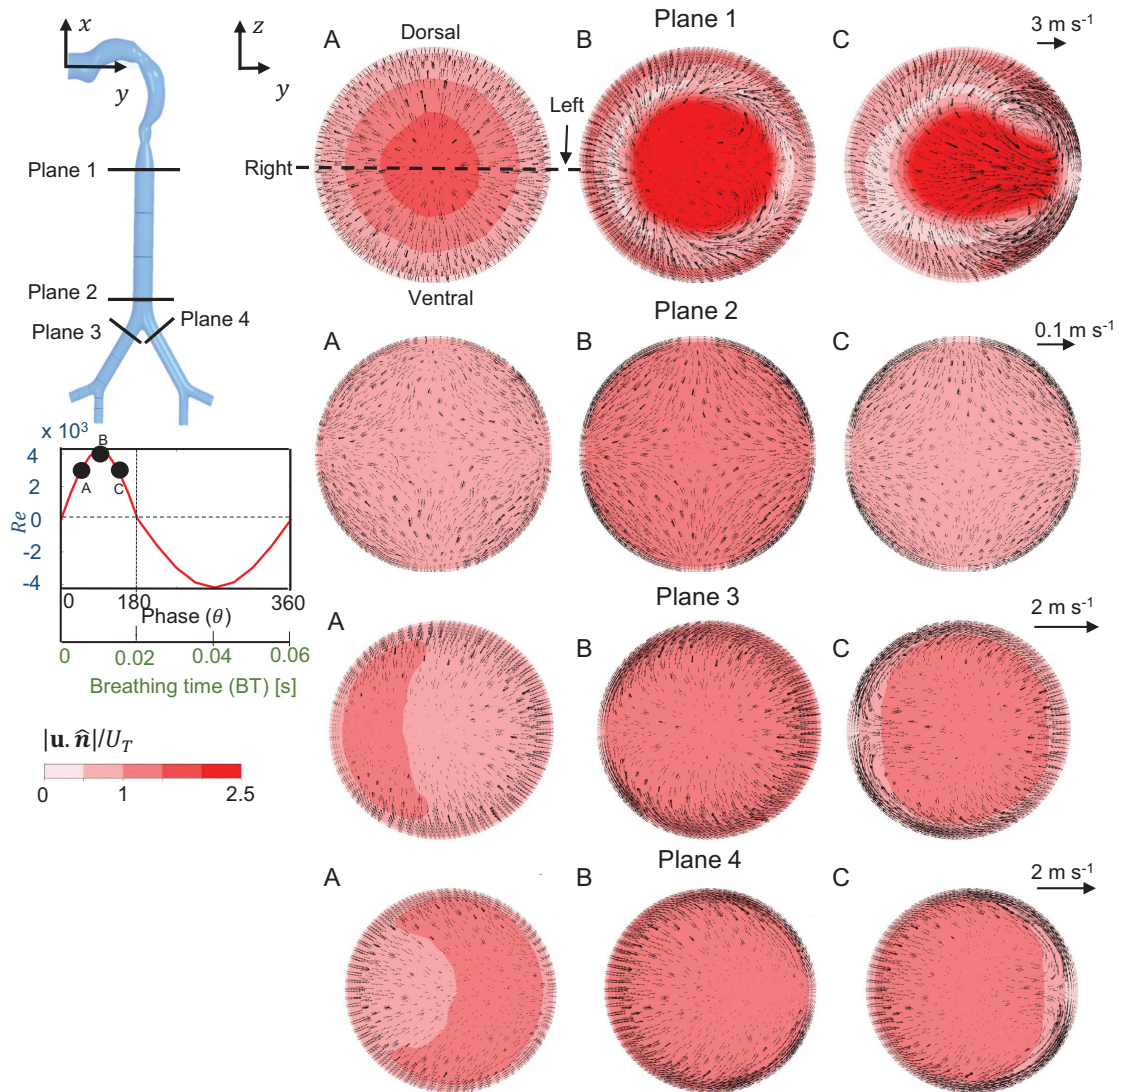 x
y
z
y
Plane 1
Plane 2
Plane 3
Plane 4
x 10³
4
2
0
-2
-4
Re
A
B
C
0
180
360
Phase (θ)
0
0.02
0.04
0.06
Breathing time (BT) [s]
|u. n̂|/U_T
0
1
2.5
Plane 1
A
Dorsal
B
C
3 m s⁻¹
Left
Right
Ventral
Plane 2
A
B
C
0.1 m s⁻¹
Plane 3
A
B
C
2 m s⁻¹
Plane 4
A
B
C
2 m s⁻¹